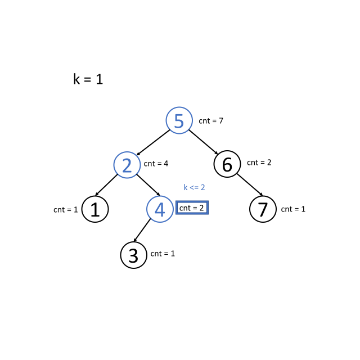 k = 1
5 cnt = 7
2 cnt = 4 6 cnt = 2
k <= 2
cnt = 1 1 4 cnt = 2 7 cnt = 1
3 cnt = 1